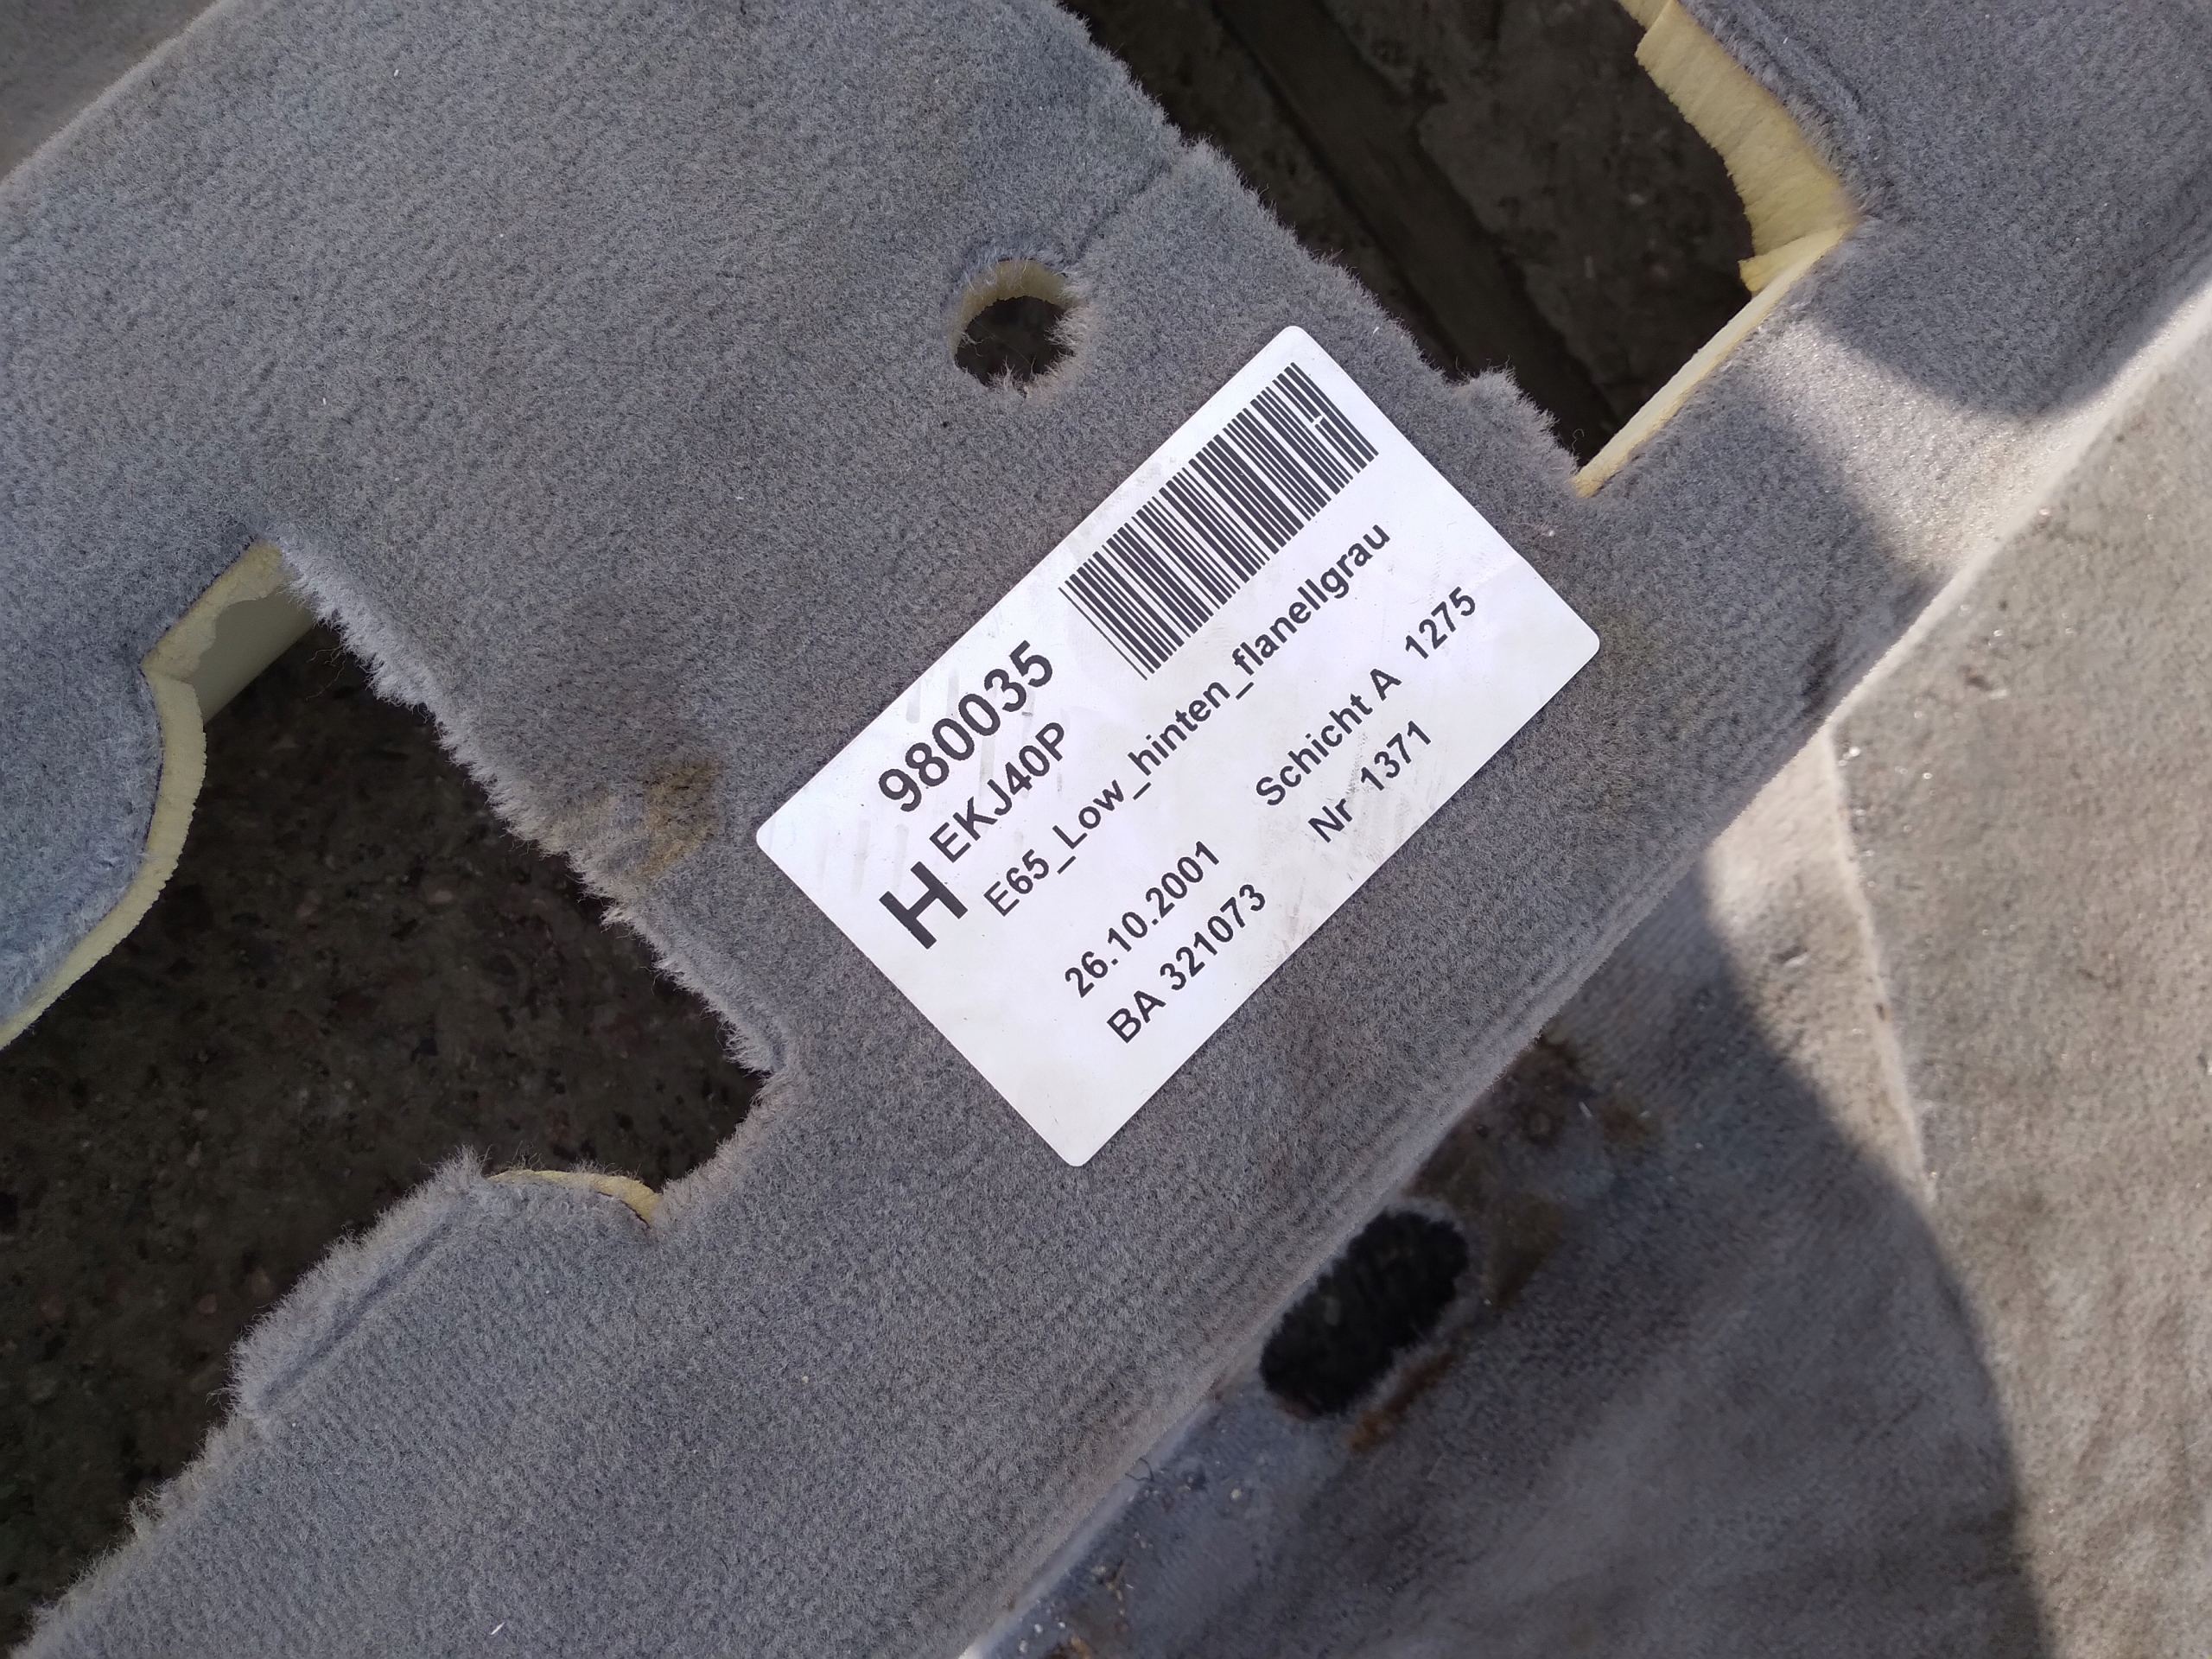 980035
H EKJ40P
E65_Low_hinten_flanellgrau
26.10.2001 Schicht A 1275
BA 321073 Nr 1371